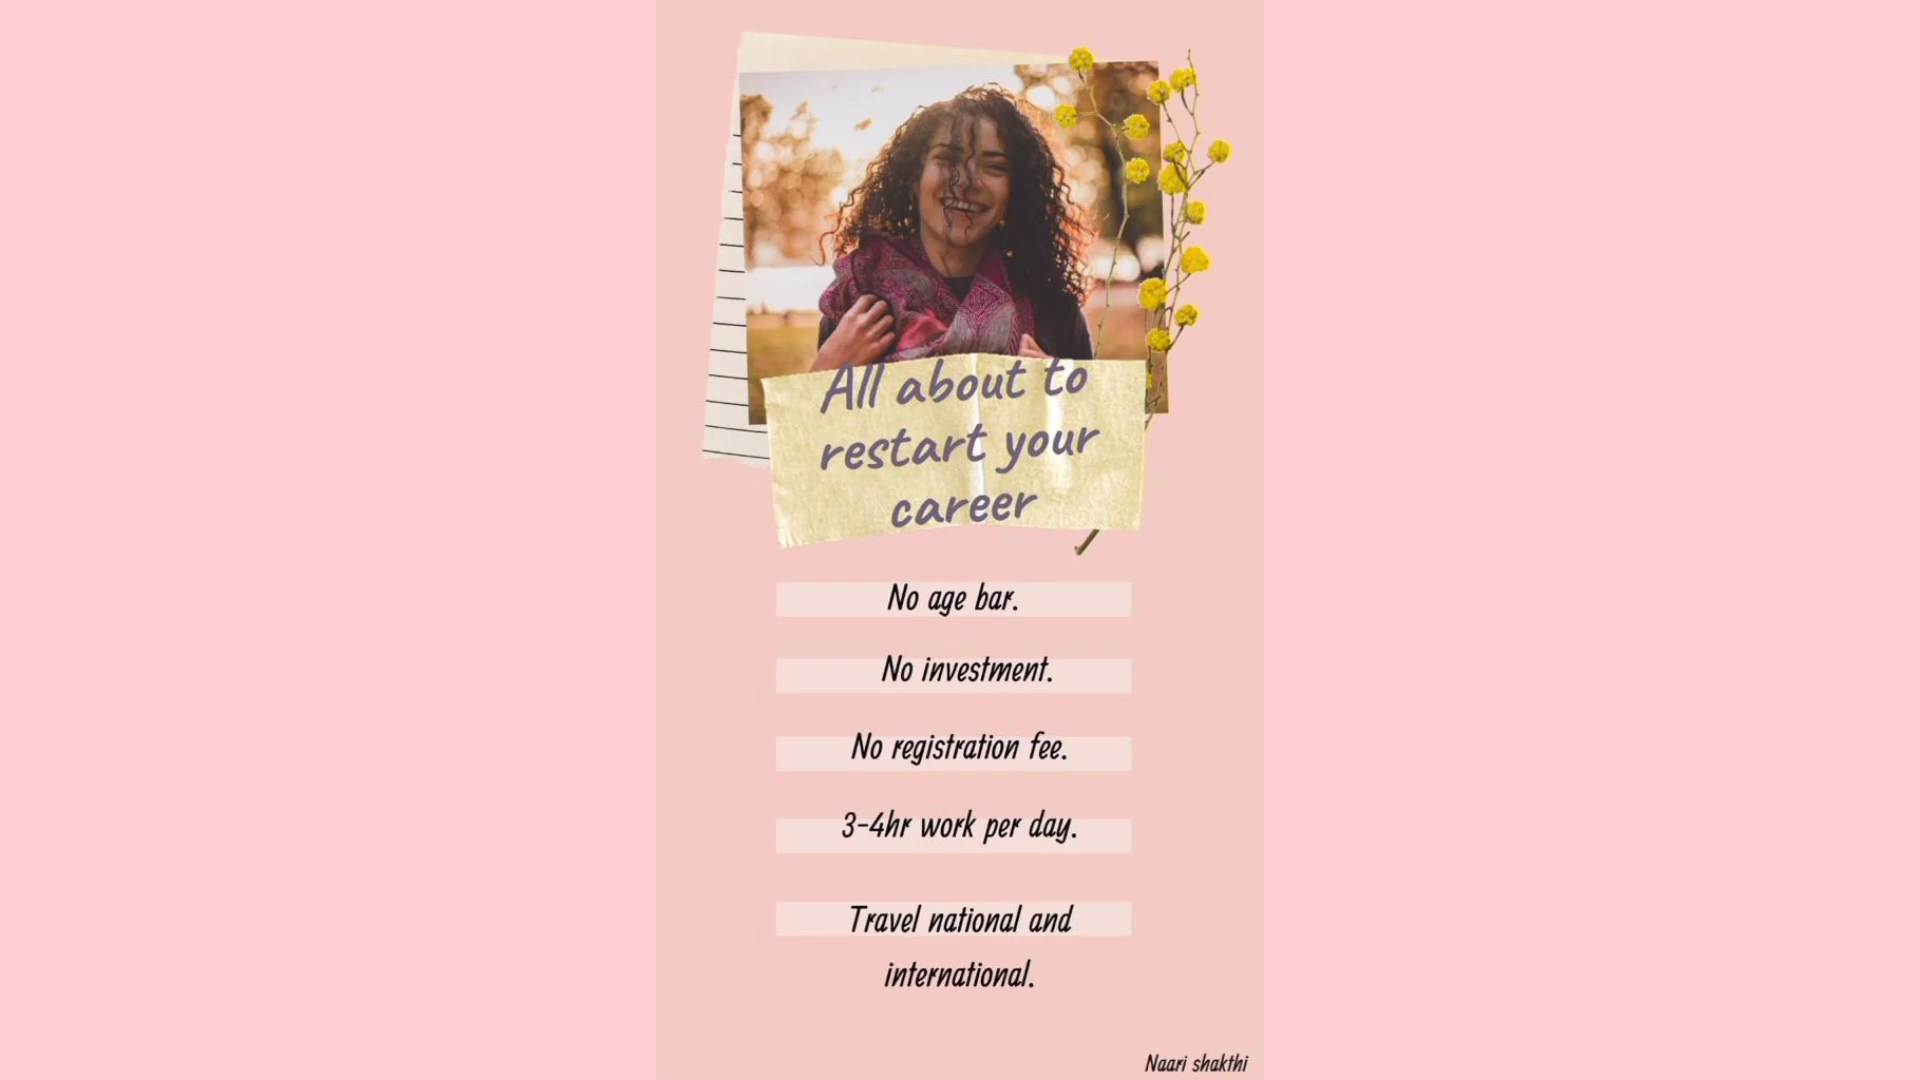 All about to
restart your
career
No age bar.
No investment.
No registration fee.
3-4hr work per day.
Travel national and
international.
Naari shakthi